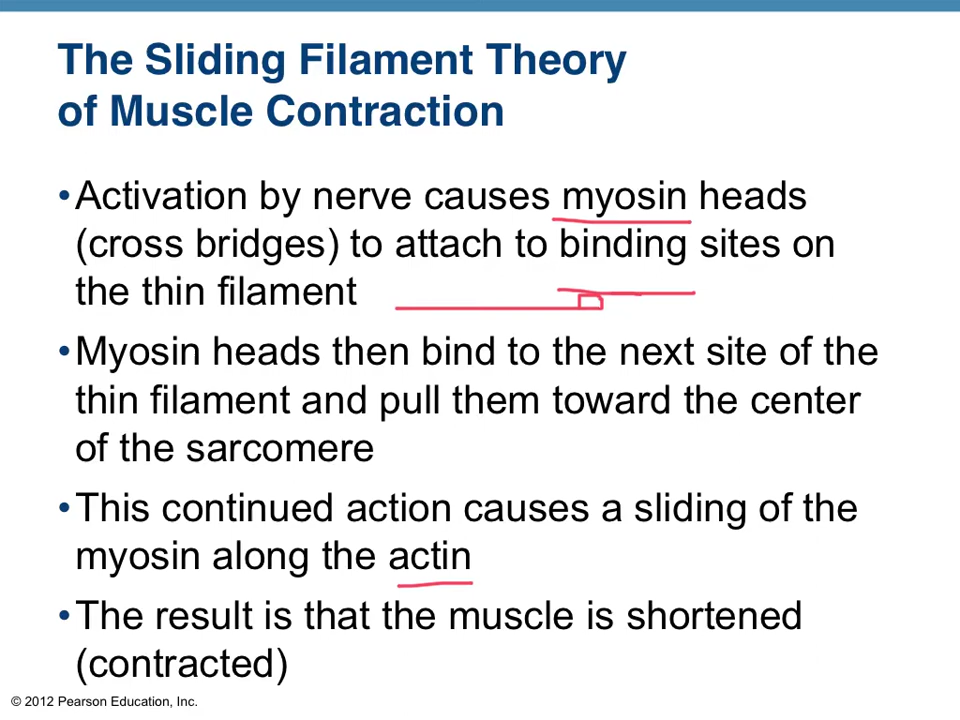 The Sliding Filament Theory
of Muscle Contraction
•Activation by nerve causes myosin heads
(cross bridges) to attach to binding sites on
the thin filament
•Myosin heads then bind to the next site of the
thin filament and pull them toward the center
of the sarcomere
•This continued action causes a sliding of the
myosin along the actin
•The result is that the muscle is shortened
(contracted)
© 2012 Pearson Education, Inc.